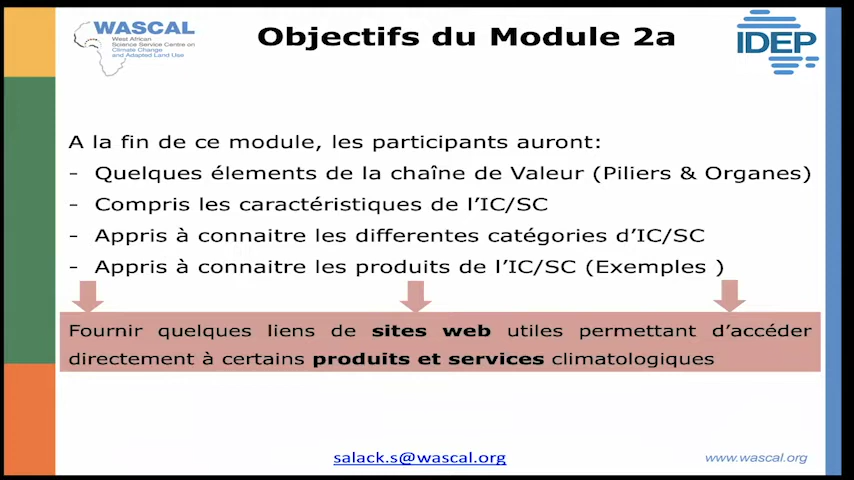 WASCAL
West African
Science Service Centre on
Climate Change
and Adapted Land Use
Objectifs du Module 2a
IDEP
A la fin de ce module, les participants auront:
- Quelques élements de la chaîne de Valeur (Piliers & Organes)
- Compris les caractéristiques de l'IC/SC
- Appris à connaitre les differentes catégories d'IC/SC
- Appris à connaitre les produits de l'IC/SC (Exemples )
Fournir quelques liens de sites web utiles permettant d'accéder
directement à certains produits et services climatologiques
salack.s@wascal.org
www.wascal.org